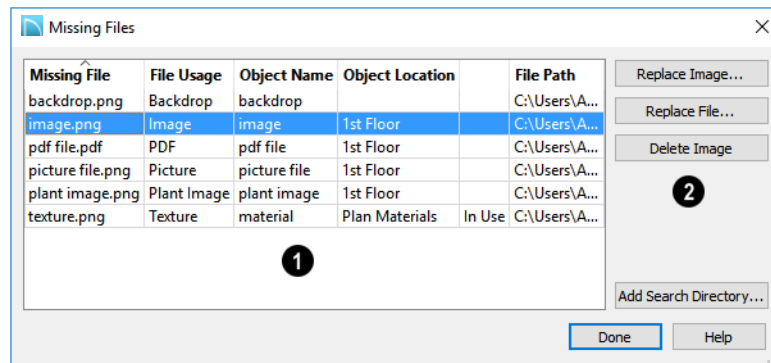 Missing Files
Missing File File Usage Object Name Object Location File Path
backdrop.png Backdrop backdrop C:\Users\A...
image.png Image image 1st Floor C:\Users\A...
pdf file.pdf PDF pdf file 1st Floor C:\Users\A...
picture file.png Picture picture file 1st Floor C:\Users\A...
plant image.png Plant Image plant image 1st Floor C:\Users\A...
texture.png Texture material Plan Materials In Use C:\Users\A...
1
Replace Image...
Replace File...
Delete Image
2
Add Search Directory...
Done Help